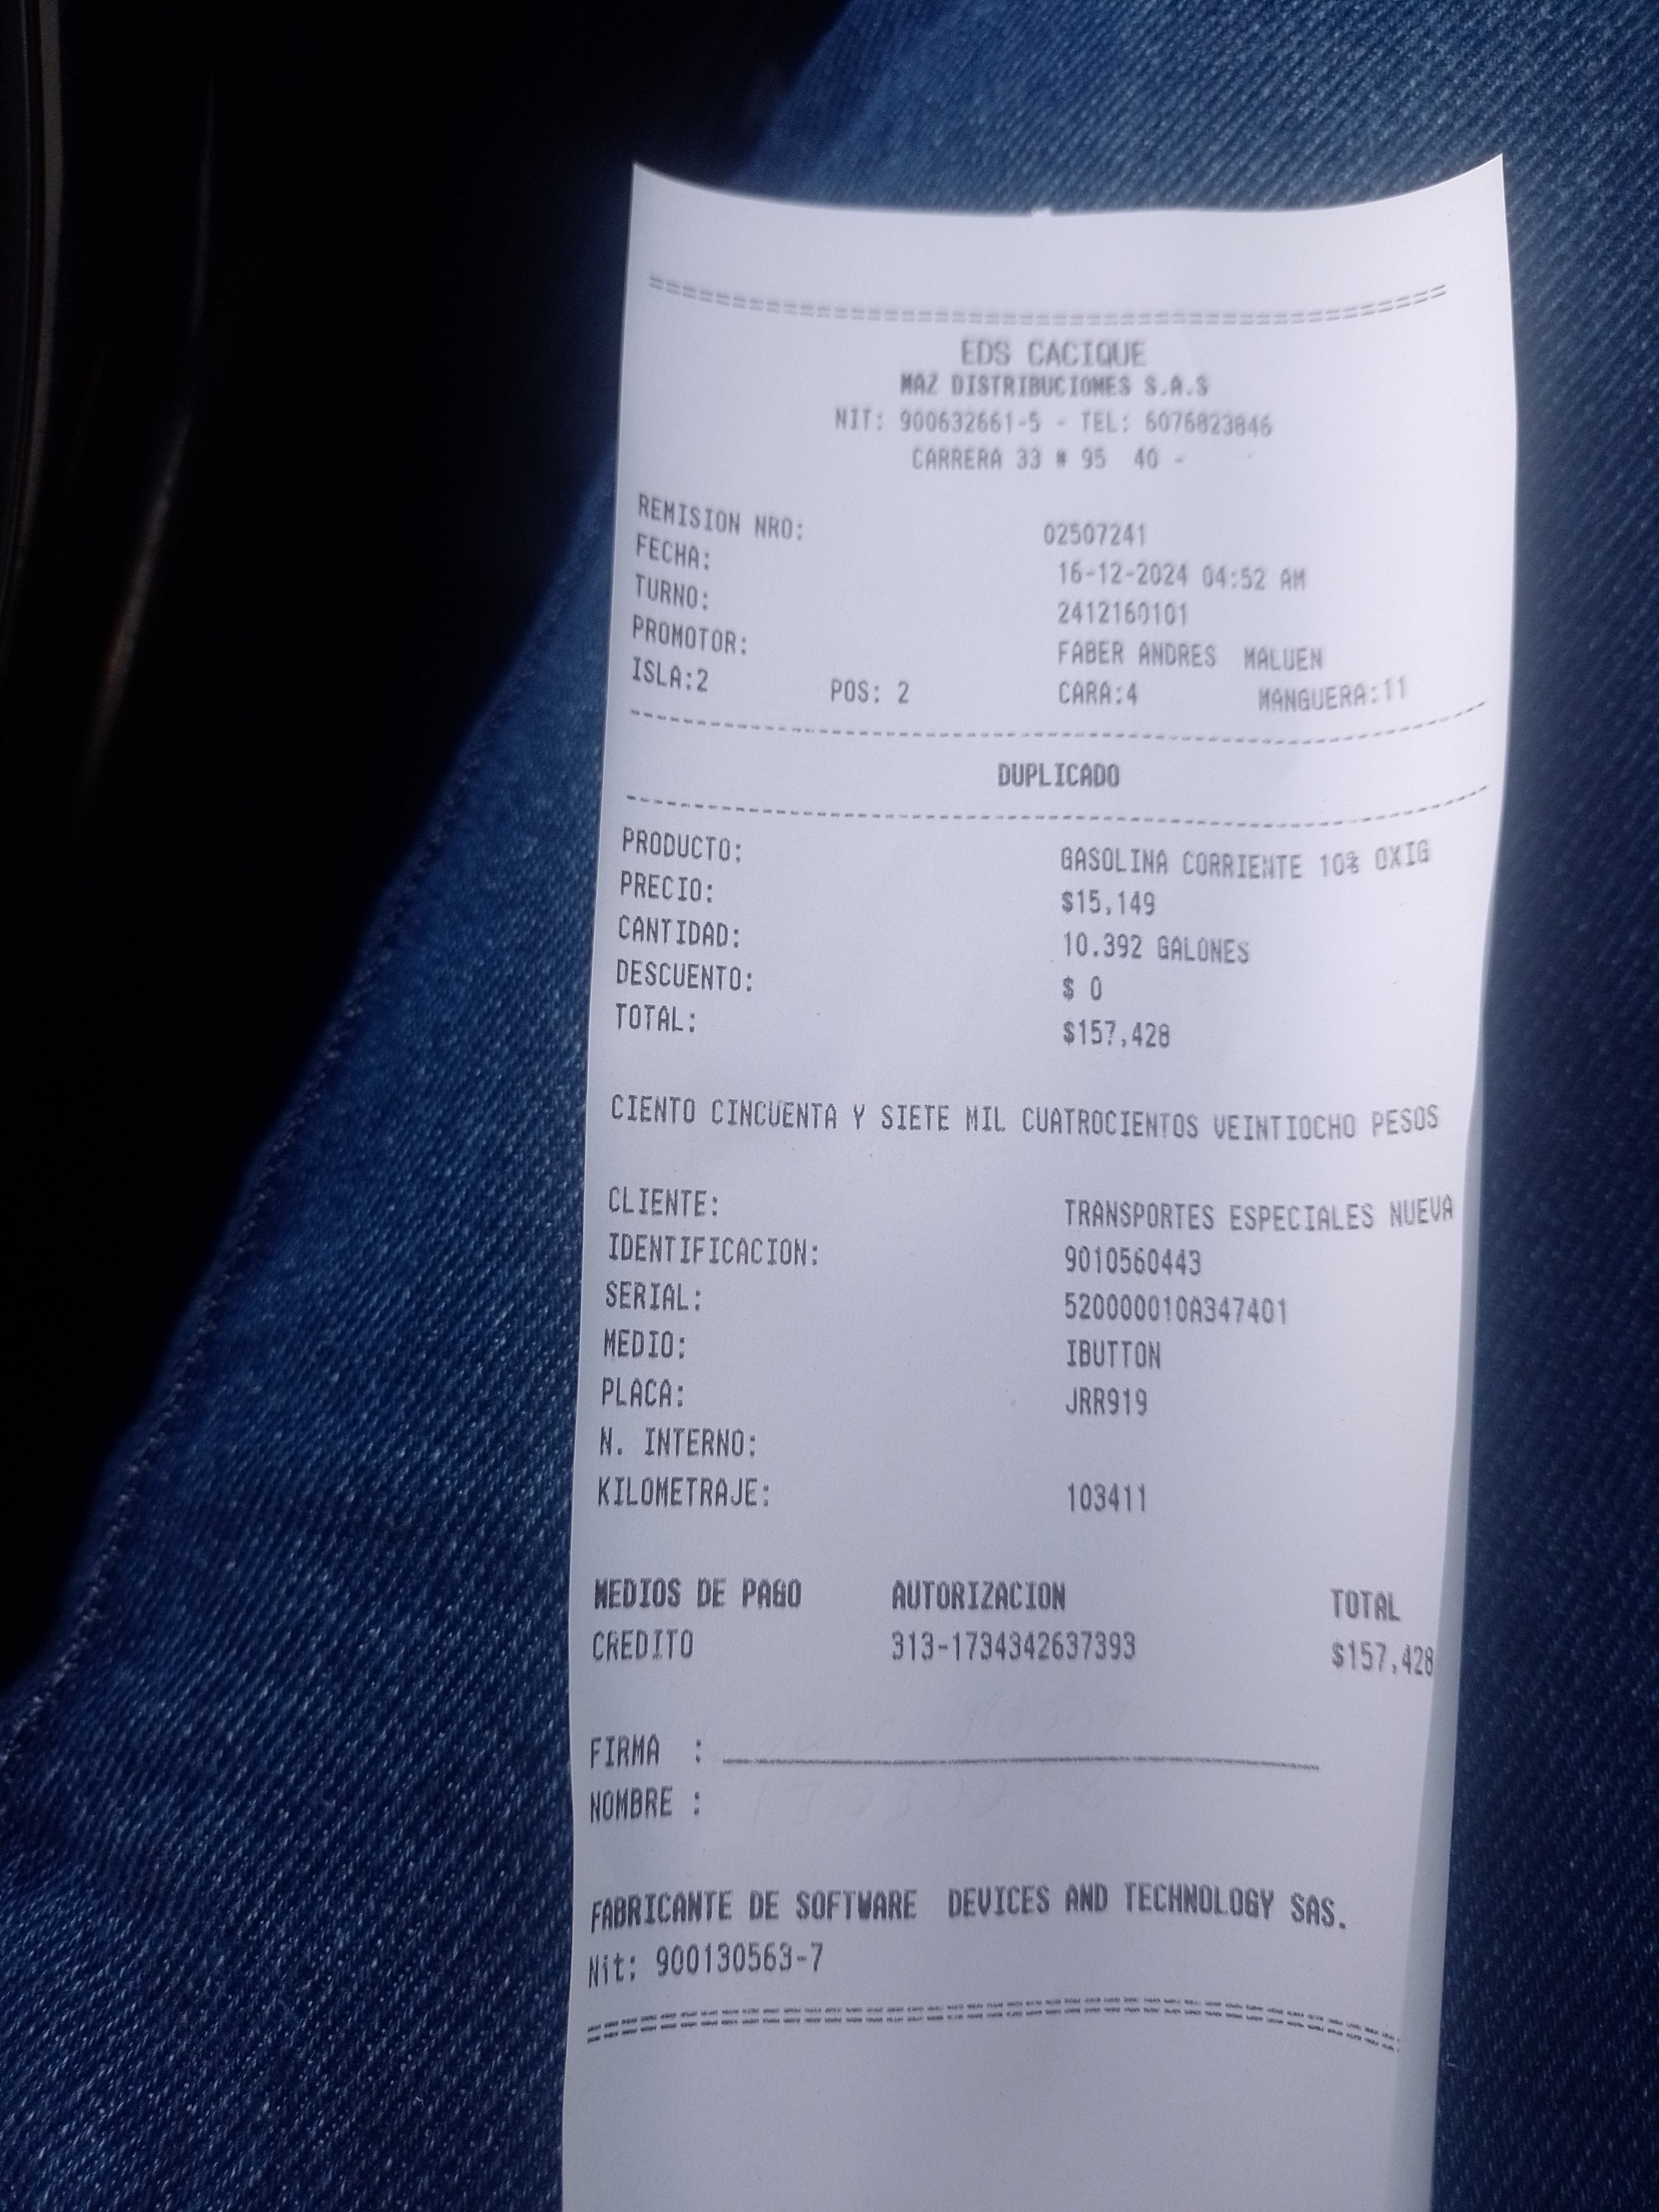 EDS CACIQUE
MAZ DISTRIBUCIOMES S.A.S
NIT: 900632661-5 - TEL: 6076823846
CARRERA 33 # 95 40 -
REMISION NRO: 02507241
FECHA: 16-12-2024 04:52 AM
TURNO: 2412160101
PROMOTOR: FABER ANDRES MALUEN
ISLA:2 POS: 2 CARA:4 MANGUERA:11
DUPLICADO
PRODUCTO: GASOLINA CORRIENTE 10% OXIG
PRECIO: $15,149
CANTIDAD: 10.392 GALONES
DESCUENTO: $ 0
TOTAL: $157,428
CIENTO CINCUENTA Y SIETE MIL CUATROCIENTOS VEINTIOCHO PESOS
CLIENTE: TRANSPORTES ESPECIALES NUEVA
IDENTIFICACION: 9010560443
SERIAL: 520000010A347401
MEDIO: IBUTTON
PLACA: JRR919
N. INTERNO:
KILOMETRAJE: 103411
MEDIOS DE PAGO AUTORIZACION TOTAL
CREDITO 313-1734342637393 $157,428
FIRMA :
NOMBRE :
FABRICANTE DE SOFTWARE DEVICES AND TECHNOLOGY SAS.
Nit: 900130563-7